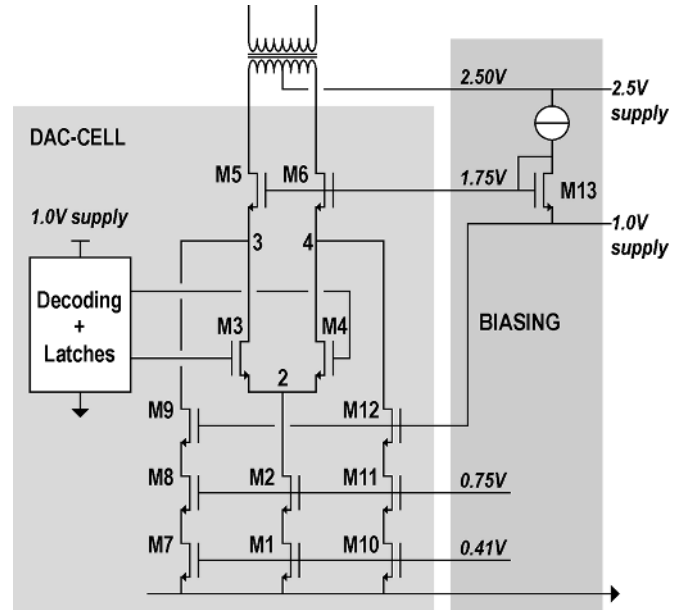 2.50V
2.5V
supply
DAC-CELL
M5
M6
1.75V
M13
1.0V supply
3
4
1.0V
supply
Decoding
+
Latches
M3
M4
BIASING
2
M9
M12
M8
M2
M11
0.75V
M7
M1
M10
0.41V